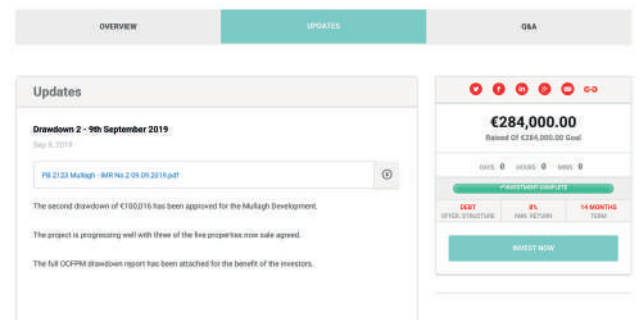 OVERVIEW
UPDATES
Q&A
Updates
Drawdown 2 - 9th September 2019
Sep 9, 2019
PB 2123 Mullagh - IMR No.2 09.09.2019.pdf
The second drawdown of €100,016 has been approved for the Mullagh Development.
The project is progressing well with three of the five properties now sale agreed.
The full OCFPM drawdown report has been attached for the benefit of the investors.
€284,000.00
Raised Of €284,000.00 Goal
DAYS 0 HOURS 0 MINS 0
INVESTMENT COMPLETE
DEBT 8% 14 MONTHS
OFFER STRUCTURE ANN. RETURN TERM
INVEST NOW